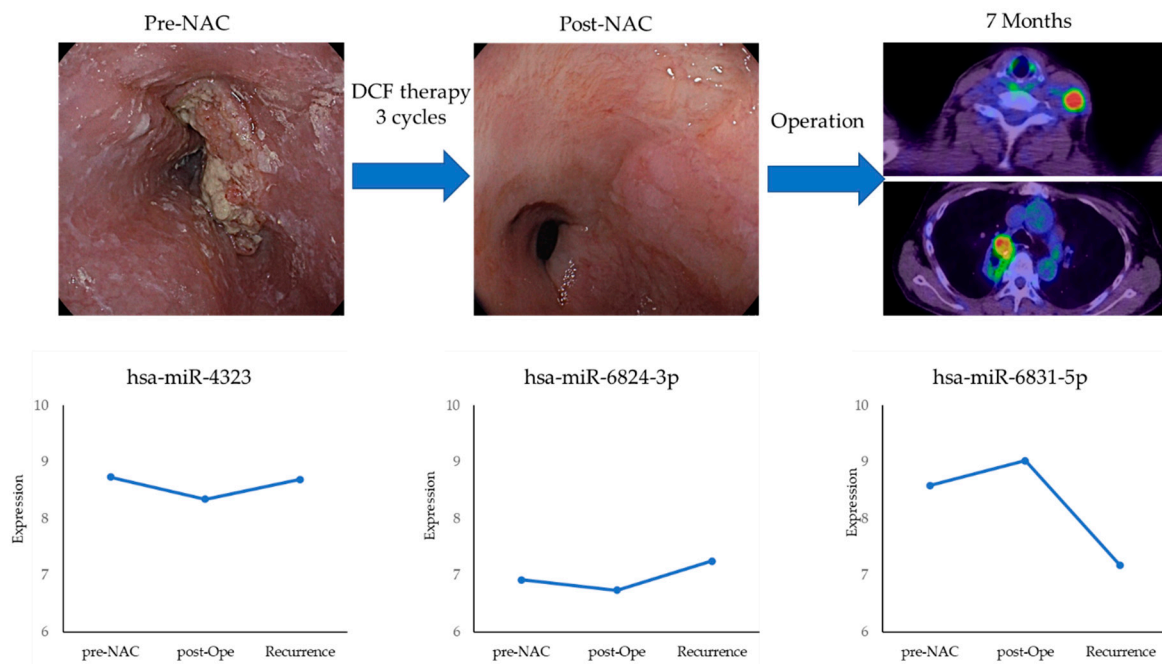 Pre-NAC
Post-NAC
7 Months
DCF therapy
3 cycles
Operation
hsa-miR-4323
10
9
8
7
6
Expression
pre-NAC
post-Ope
Recurrence
hsa-miR-6824-3p
10
9
8
7
6
Expression
pre-NAC
post-Ope
Recurrence
hsa-miR-6831-5p
10
9
8
7
6
Expression
pre-NAC
post-Ope
Recurrence